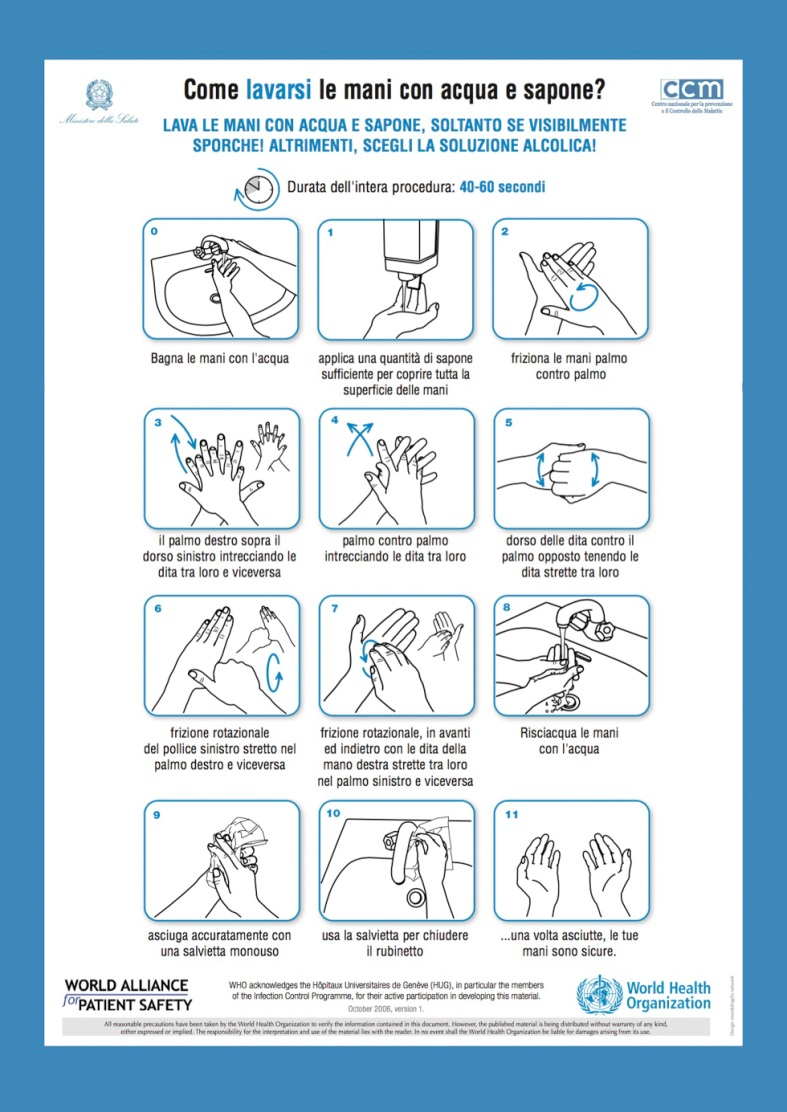 Come lavarsi le mani con acqua e sapone?
Ministero della Salute
ccm
Centro nazionale per la prevenzione
e il Controllo delle Malattie
LAVA LE MANI CON ACQUA E SAPONE, SOLTANTO SE VISIBILMENTE
SPORCHE! ALTRIMENTI, SCEGLI LA SOLUZIONE ALCOLICA!
Durata dell'intera procedura: 40-60 secondi
0
Bagna le mani con l'acqua
1
applica una quantità di sapone
sufficiente per coprire tutta la
superficie delle mani
2
friziona le mani palmo
contro palmo
3
il palmo destro sopra il
dorso sinistro intrecciando le
dita tra loro e viceversa
4
palmo contro palmo
intrecciando le dita tra loro
5
dorso delle dita contro il
palmo opposto tenendo le
dita strette tra loro
6
frizione rotazionale
del pollice sinistro stretto nel
palmo destro e viceversa
7
frizione rotazionale, in avanti
ed indietro con le dita della
mano destra strette tra loro
nel palmo sinistro e viceversa
8
Risciacqua le mani
con l'acqua
9
asciuga accuratamente con
una salvietta monouso
10
usa la salvietta per chiudere
il rubinetto
11
...una volta asciutte, le tue
mani sono sicure.
WORLD ALLIANCE
for PATIENT SAFETY
WHO acknowledges the Hôpitaux Universitaires de Genève (HUG), in particular the members
of the Infection Control Programme, for their active participation in developing this material.
October 2006, version 1.
World Health
Organization
All reasonable precautions have been taken by the World Health Organization to verify the information contained in this document. However, the published material is being distributed without warranty of any kind,
either expressed or implied. The responsibility for the interpretation and use of the material lies with the reader. In no event shall the World Health Organization be liable for damages arising from its use.